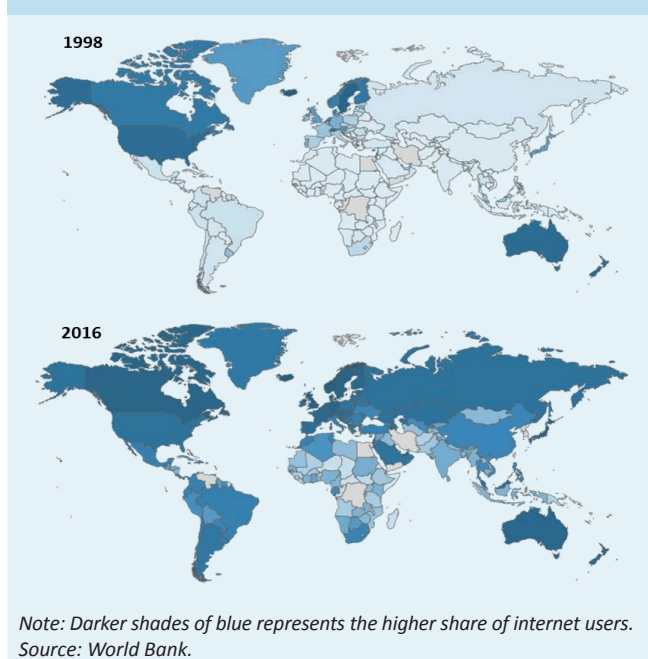 1998
2016
Note: Darker shades of blue represents the higher share of internet users.
Source: World Bank.